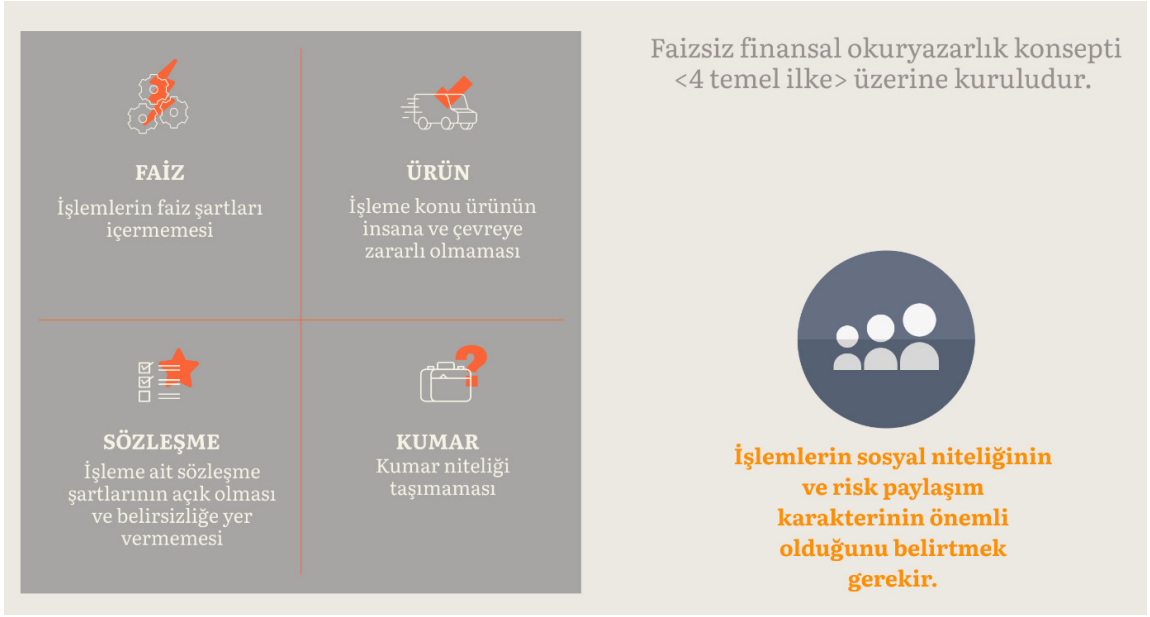 Faizsiz finansal okuryazarlık konsepti
<4 temel ilke> üzerine kuruludur.
FAİZ
İşlemlerin faiz şartları
içermemesi
ÜRÜN
İşleme konu ürünün
insana ve çevreye
zararlı olmaması
SÖZLEŞME
İşleme ait sözleşme
şartlarının açık olması
ve belirsizliğe yer
vermemesi
KUMAR
Kumar niteliği
taşımaması
İşlemlerin sosyal niteliğinin
ve risk paylaşım
karakterinin önemli
olduğunu belirtmek
gerekir.